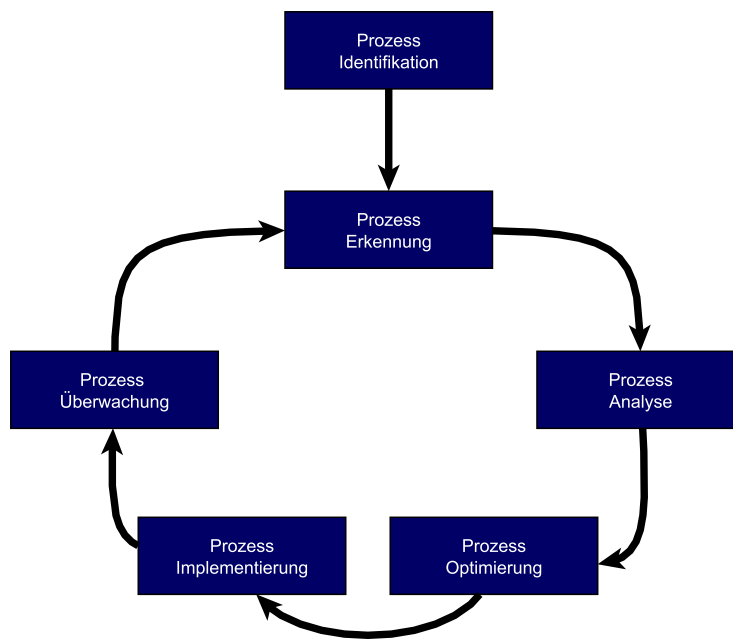 Prozess
Identifikation
Prozess
Erkennung
Prozess
Überwachung
Prozess
Analyse
Prozess
Implementierung
Prozess
Optimierung